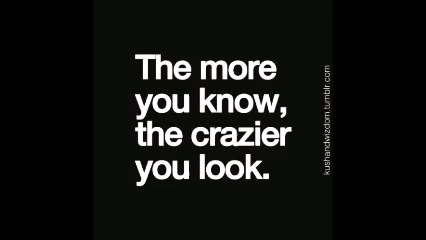 The more
you know,
the crazier
you look.
kushandwizdom.tumblr.com